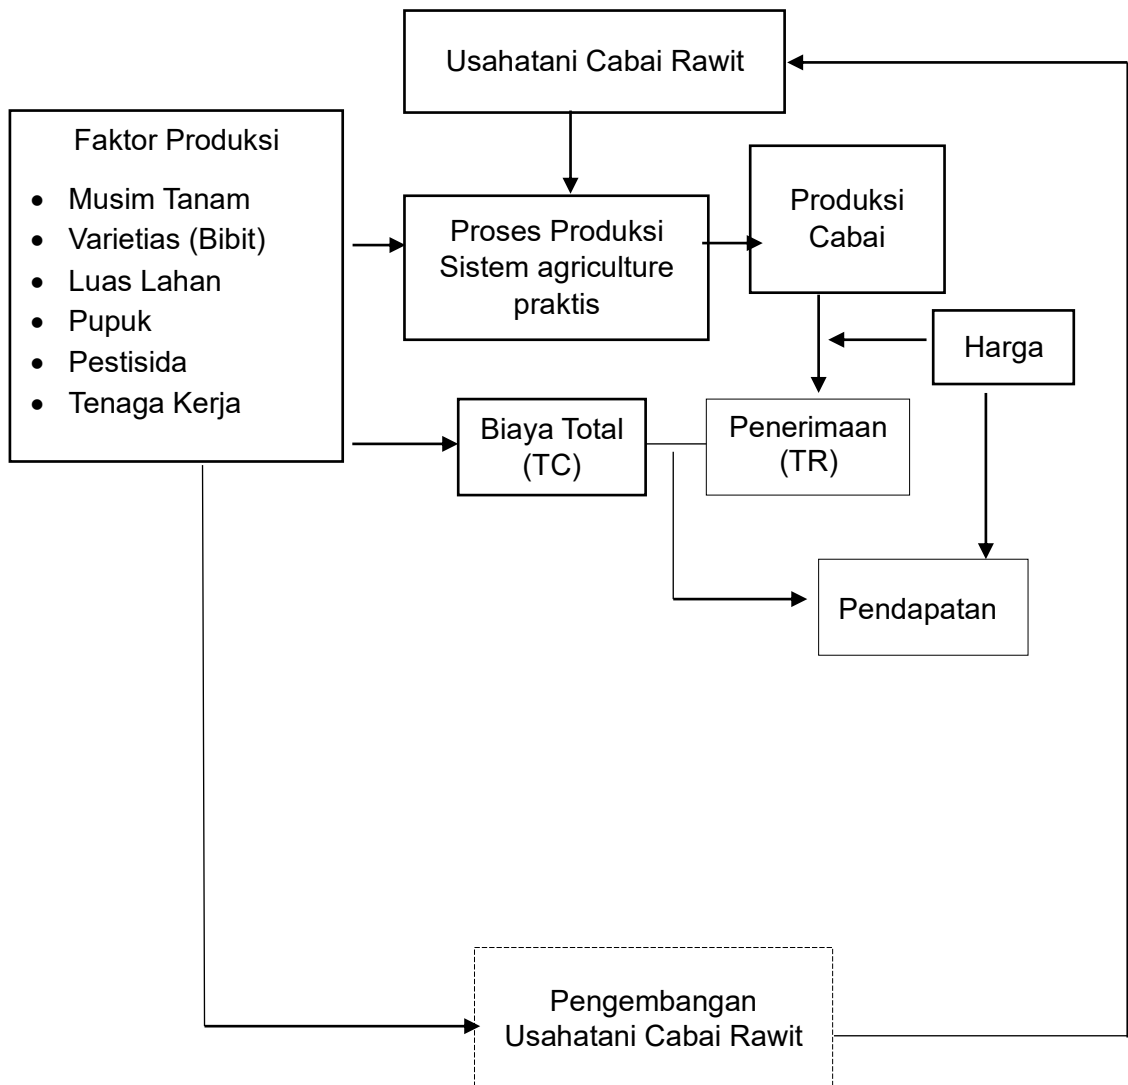 Usahatani Cabai Rawit
Faktor Produksi
• Musim Tanam
• Varietias (Bibit)
• Luas Lahan
• Pupuk
• Pestisida
• Tenaga Kerja
Proses Produksi
Sistem agriculture
praktis
Produksi
Cabai
Harga
Biaya Total
(TC)
Penerimaan
(TR)
Pendapatan
Pengembangan
Usahatani Cabai Rawit